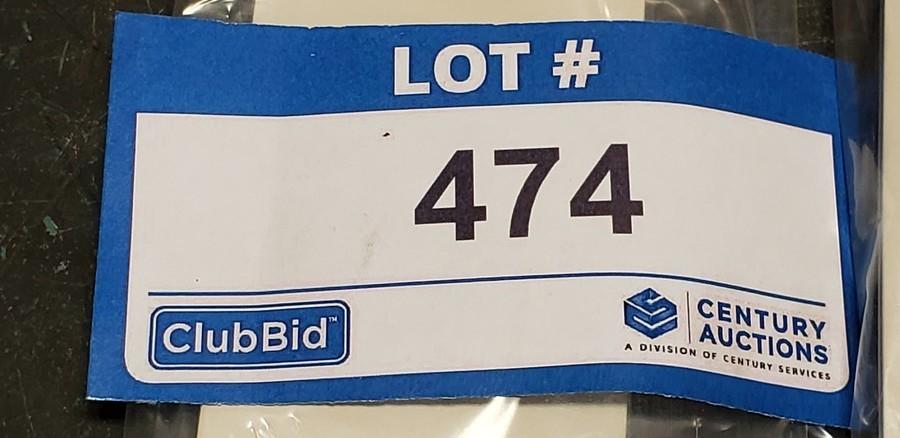 LOT #
474
ClubBid™
CENTURY
AUCTIONS
A DIVISION OF CENTURY SERVICES